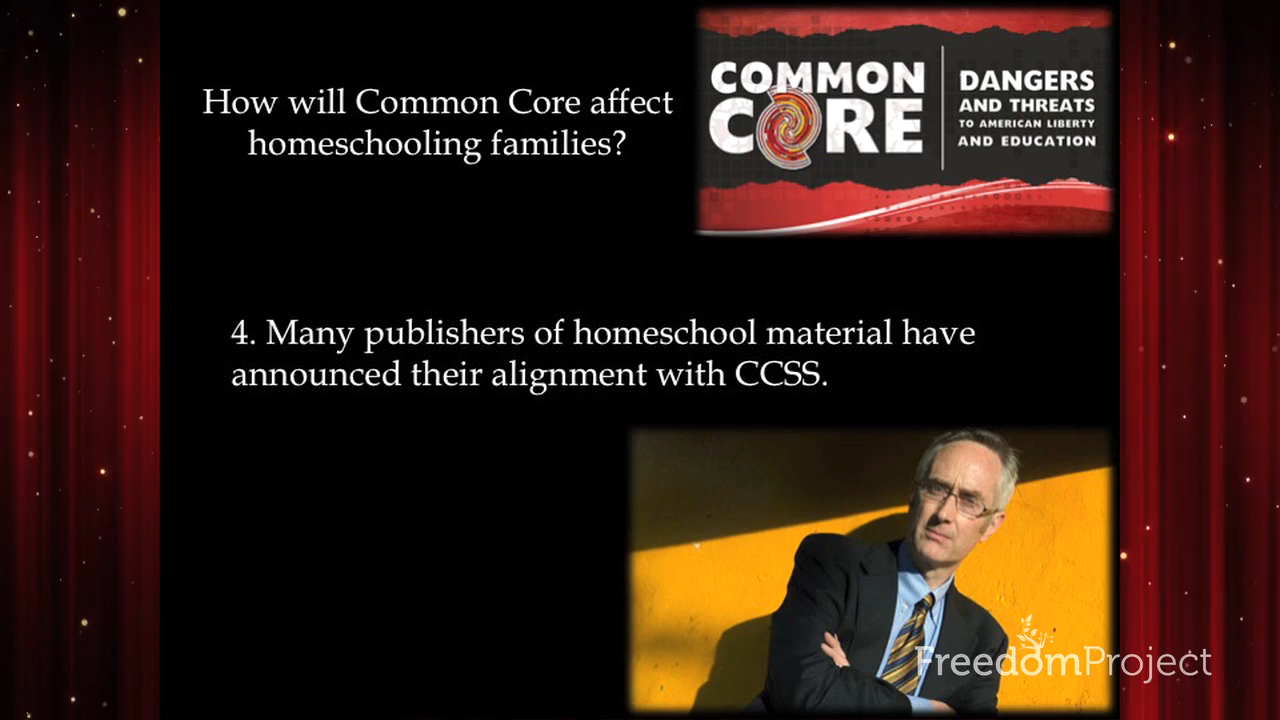 How will Common Core affect
homeschooling families?
COMMON
CORE
DANGERS
AND THREATS
TO AMERICAN LIBERTY
AND EDUCATION
4. Many publishers of homeschool material have
announced their alignment with CCSS.
FreedomProject